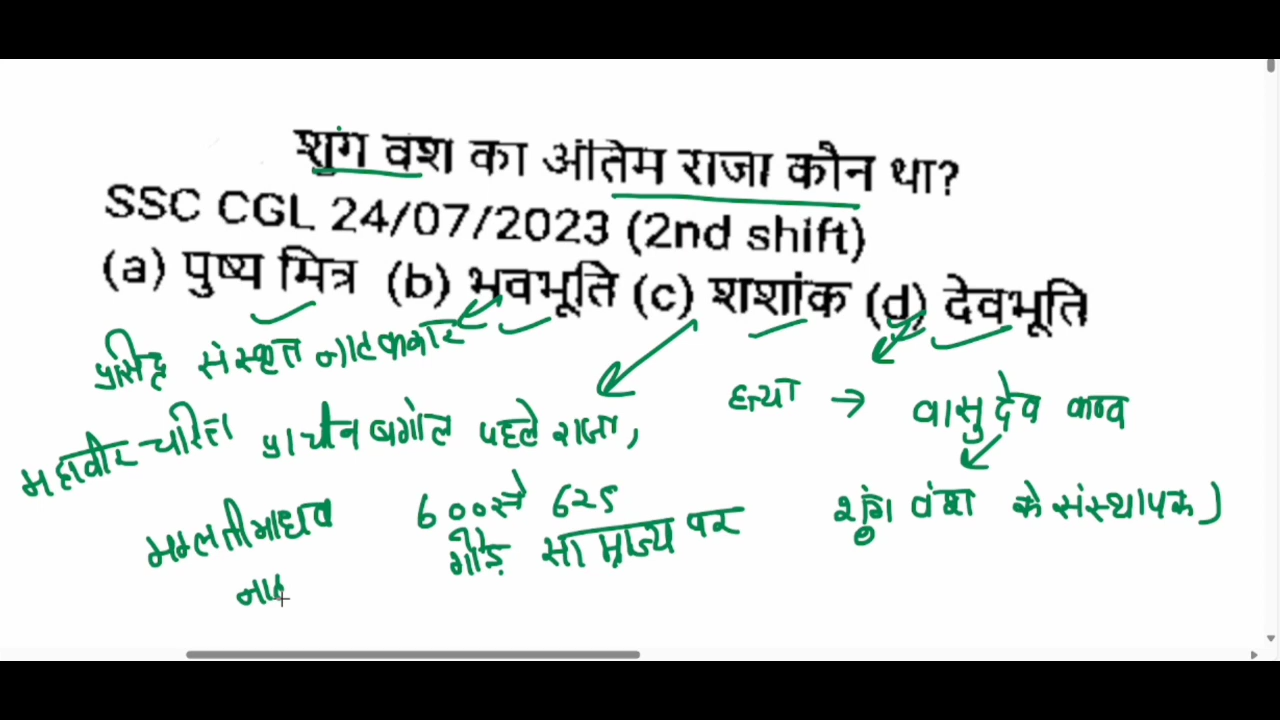 शुंग वंश का अंतिम राजा कौन था?
SSC CGL 24/07/2023 (2nd shift)
(a) पुष्य मित्र (b) भवभूति (c) शशांक (d) देवभूति
प्रसिद्ध संस्कृत नाटककार
हत्या → वासुदेव कण्व
महावीर चरित्र प्राचीन बंगाल पहले राजा,
मालतीमाधव 600 से 625 शुंग वंश के संस्थापक)
गौड़ साम्राज्य पर